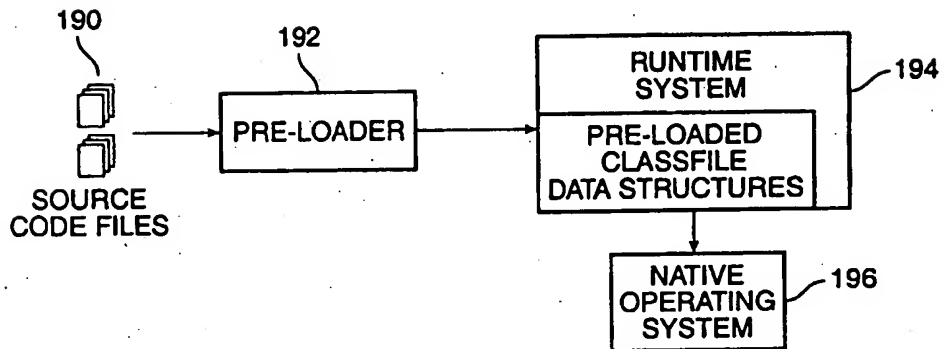 190
192
RUNTIME
SYSTEM
194
PRE-LOADER
PRE-LOADED
CLASSFILE
DATA STRUCTURES
SOURCE
CODE FILES
NATIVE
OPERATING
SYSTEM
196